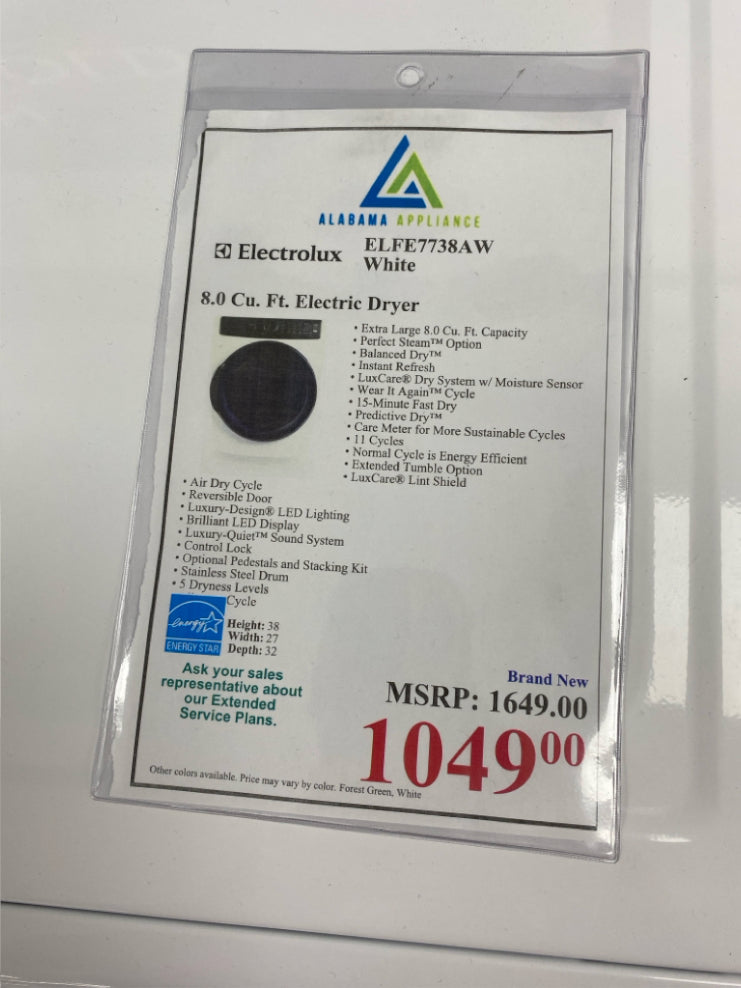 ALABAMA APPLIANCE
Electrolux
ELFE7738AW
White
8.0 Cu. Ft. Electric Dryer
• Extra Large 8.0 Cu. Ft. Capacity
• Perfect Steam™ Option
• Balanced Dry™
• Instant Refresh
• LuxCare® Dry System w/ Moisture Sensor
• Wear It Again™ Cycle
• 15-Minute Fast Dry
• Predictive Dry™
• Care Meter for More Sustainable Cycles
• 11 Cycles
• Normal Cycle is Energy Efficient
• Extended Tumble Option
• LuxCare® Lint Shield
• Air Dry Cycle
• Reversible Door
• Luxury-Design® LED Lighting
• Brilliant LED Display
• Luxury-Quiet™ Sound System
• Control Lock
• Optional Pedestals and Stacking Kit
• Stainless Steel Drum
• 5 Dryness Levels
Cycle
energy
ENERGY STAR
Height: 38
Width: 27
Depth: 32
Ask your sales
representative about
our Extended
Service Plans.
Brand New
MSRP: 1649.00
1049 00
Other colors available. Price may vary by color. Forest Green, White